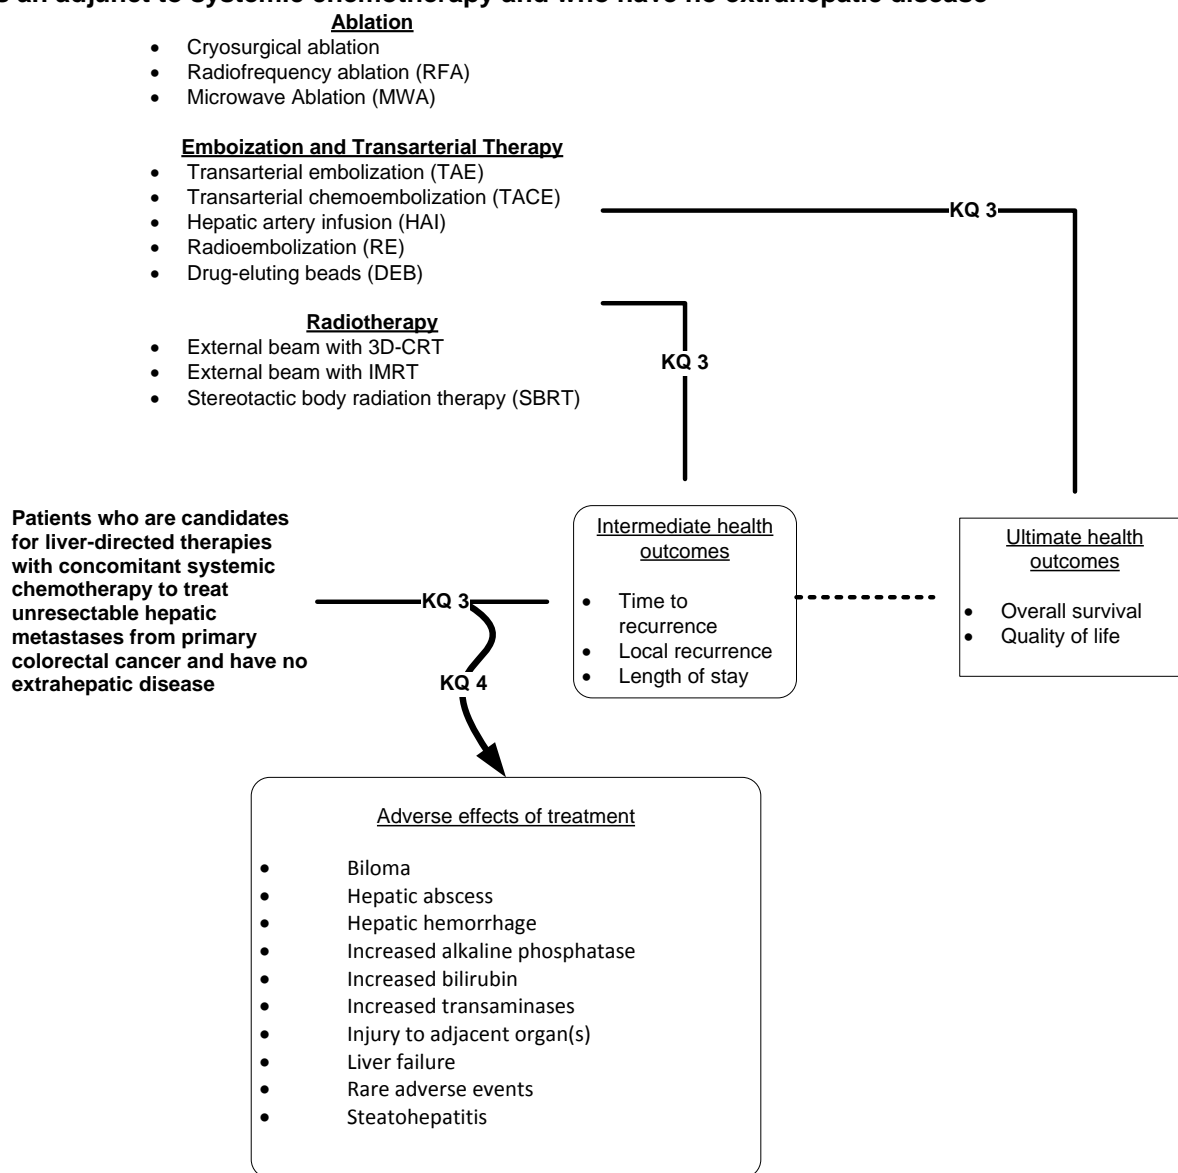 s an adjunct to systemic chemotherapy and who have no extrahepatic disease
Ablation
• Cryosurgical ablation
• Radiofrequency ablation (RFA)
• Microwave Ablation (MWA)
Emboization and Transarterial Therapy
• Transarterial embolization (TAE)
• Transarterial chemoembolization (TACE)
• Hepatic artery infusion (HAI)
• Radioembolization (RE)
• Drug-eluting beads (DEB)
KQ 3
Radiotherapy
• External beam with 3D-CRT
• External beam with IMRT
• Stereotactic body radiation therapy (SBRT)
KQ 3
Patients who are candidates
for liver-directed therapies
with concomitant systemic
chemotherapy to treat
unresectable hepatic
metastases from primary
colorectal cancer and have no
extrahepatic disease
KQ 3
KQ 4
Intermediate health
outcomes
• Time to
recurrence
• Local recurrence
• Length of stay
Ultimate health
outcomes
• Overall survival
• Quality of life
Adverse effects of treatment
• Biloma
• Hepatic abscess
• Hepatic hemorrhage
• Increased alkaline phosphatase
• Increased bilirubin
• Increased transaminases
• Injury to adjacent organ(s)
• Liver failure
• Rare adverse events
• Steatohepatitis